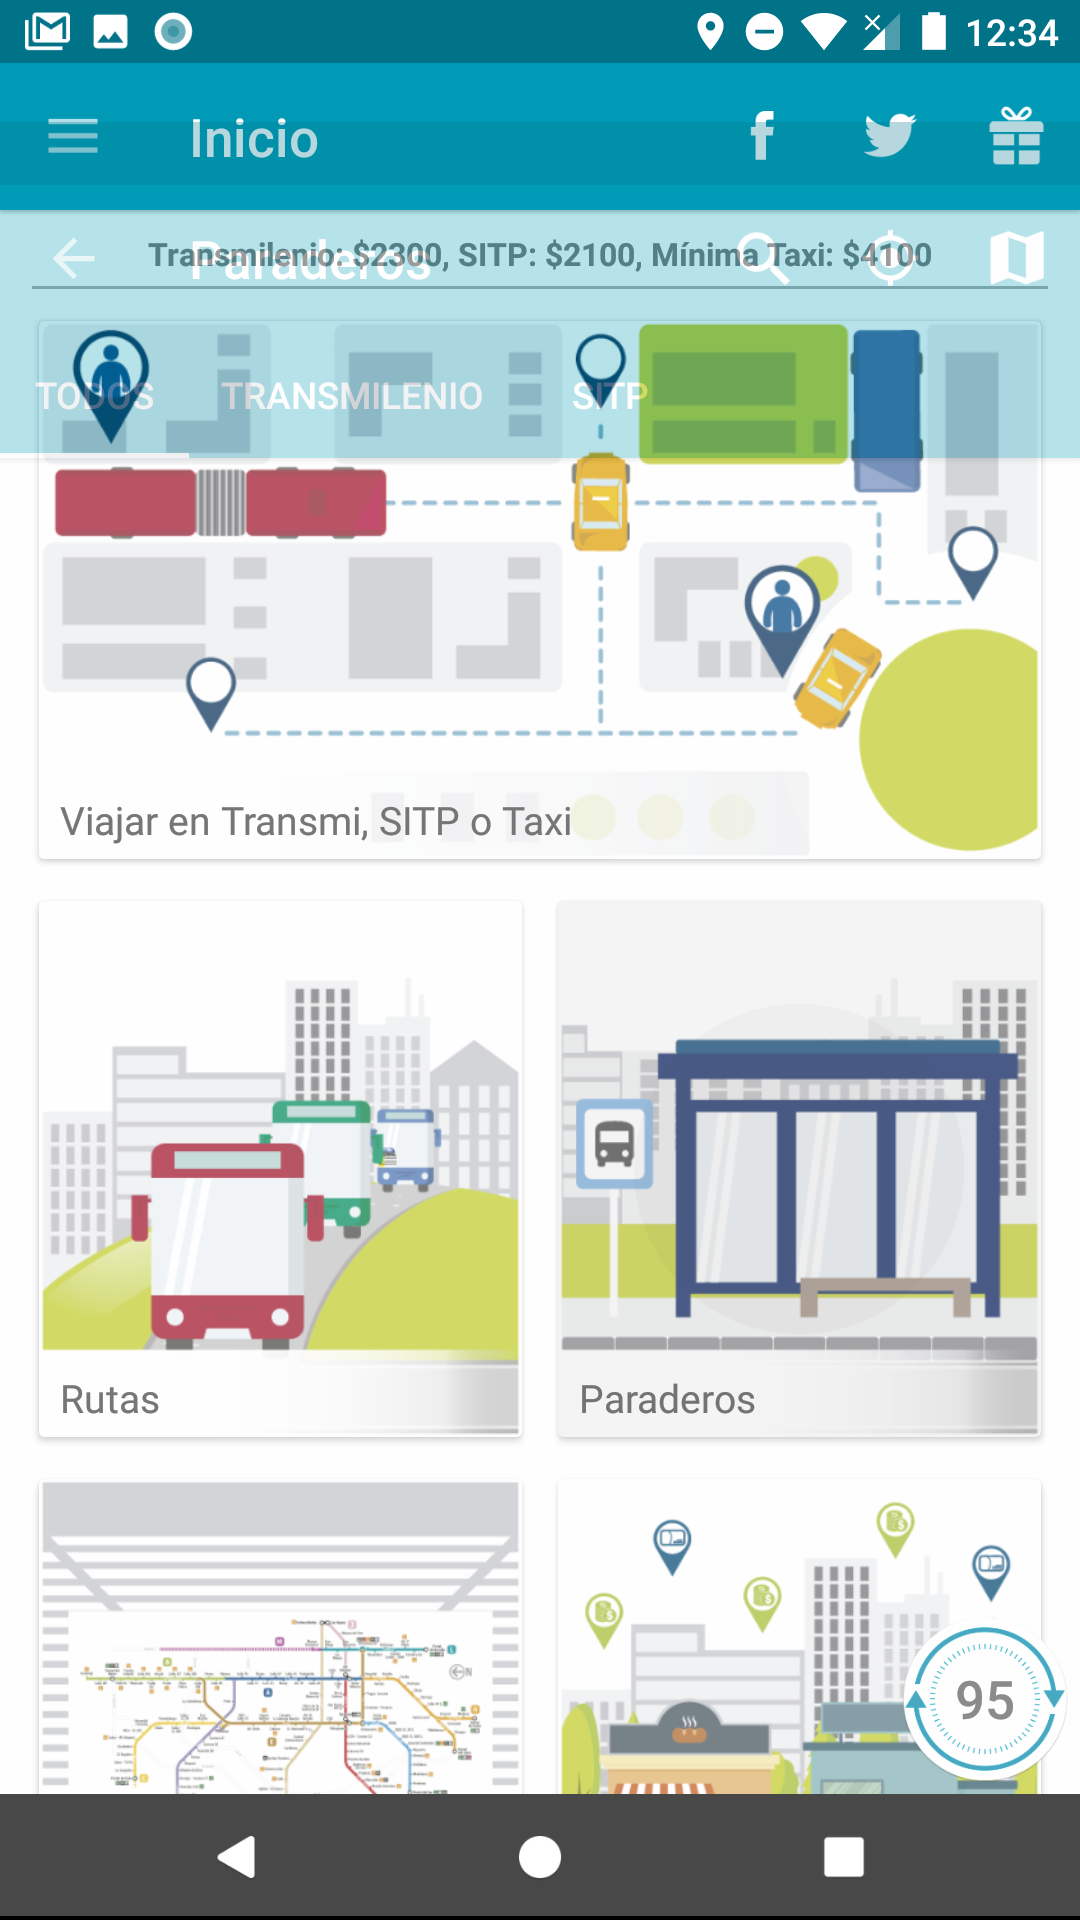 12:34
Inicio
Transmilenio: $2300, SITP: $2100, Mínima Taxi: $4100
Paraderos
TODOS TRANSMILENIO SITP
Viajar en Transmi, SITP o Taxi
Rutas
Paraderos
95